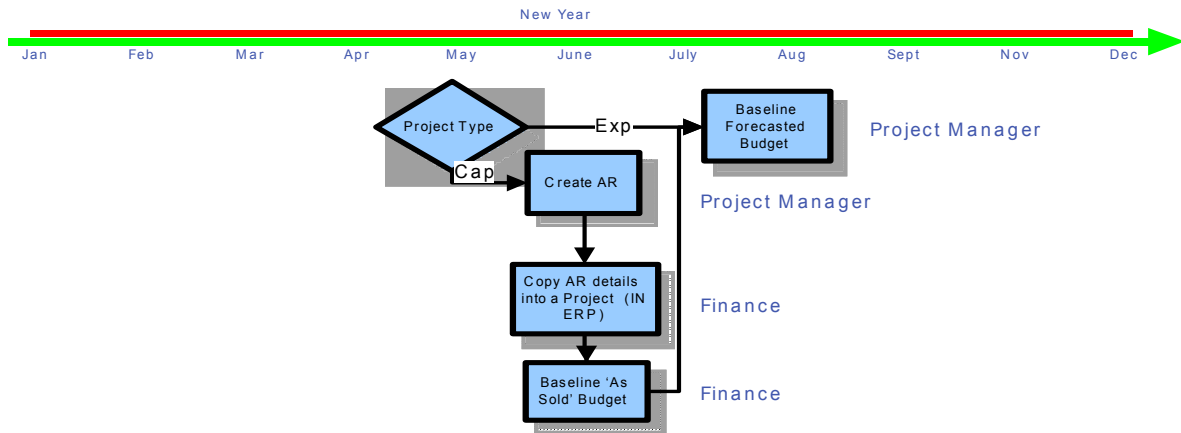 New Year
Jan Feb Mar Apr May June July Aug Sept Nov Dec
Project Type
Exp
Baseline
Forecasted
Budget
Project Manager
Cap
Create AR
Project Manager
Copy AR details
into a Project (IN
ERP)
Finance
Baseline ‘As
Sold’ Budget
Finance